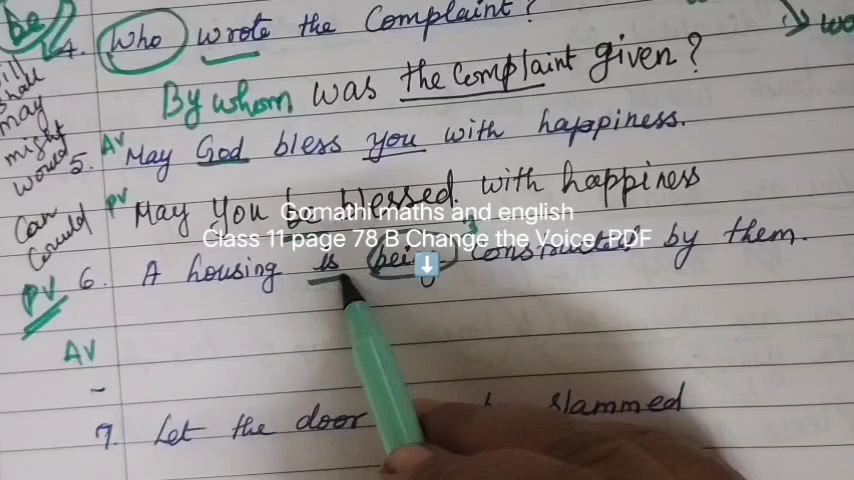 be
4. Who wrote the Complaint?
will
shall
may
might
would
Can
Could
By whom was the complaint given?
AV
5. May God bless you with happiness.
PV May You be blessed with happiness
Gomathi maths and english
Class 11 page 78 B Change the Voice PDF
PV 6. A housing is being constructed by them.
AV
-
7. Let the door slammed